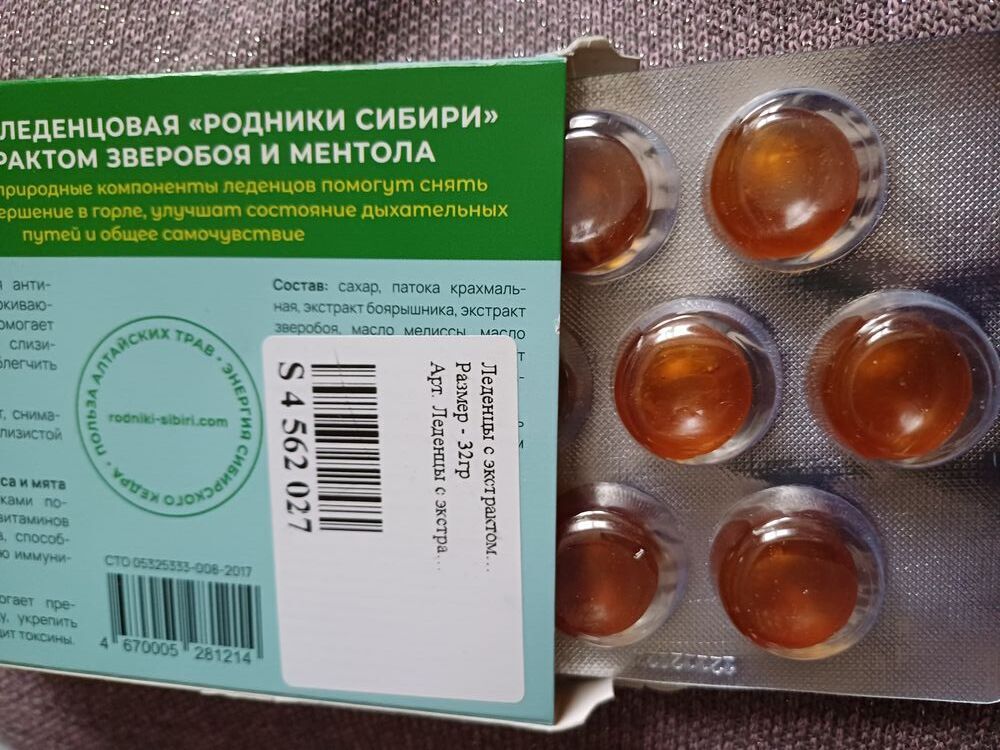 ЛЕДЕНЦОВАЯ «РОДНИКИ СИБИРИ»
РАКТОМ ЗВЕРОБОЯ И МЕНТОЛА
природные компоненты леденцов помогут снять
ершение в горле, улучшат состояние дыхательных
путей и общее самочувствие
анти-
ркиваю-
омогает
слизи-
блегчить
снима-
лизистой
са и мята
ками по-
витаминов
способ-
ю иммуни-
огает пре-
у, укрепить
ит токсины.
ПОЛЬЗА АЛТАЙСКИХ ТРАВ • ЭНЕРГИЯ СИБИРСКОГО КЕДРА •
rodniki-sibiri.com
Состав: сахар, патока крахмаль-
ная, экстракт боярышника, экстракт
зверобоя, масло мелиссы, масло
СТО 05325333-008-2017
4 670005 281214
Леденцы с экстрактом...
Размер - 32гр
Арт. Леденцы с экстра...
S 4 562 027